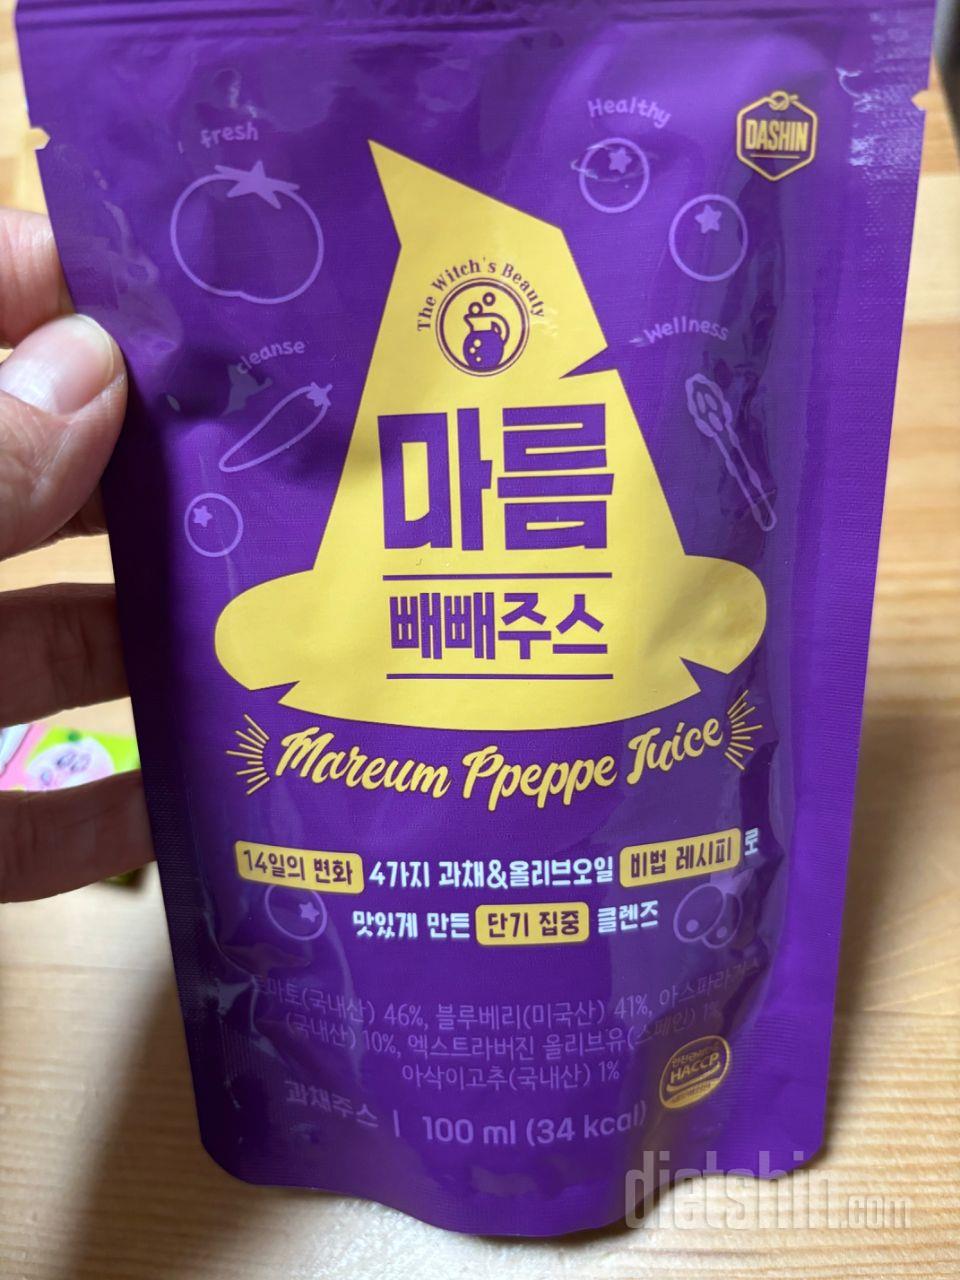 fresh
Healthy
DASHIN
The Witch's Beauty
cleanse
Wellness
마름
빼빼주스
Mareum Ppeppe Juice
14일의 변화 4가지 과채&올리브오일 비법 레시피로
맛있게 만든 단기 집중 클렌즈
토마토(국내산) 46%, 블루베리(미국산) 41%, 아스파라거스
(국내산) 10%, 엑스트라버진 올리브유(스페인) 1%
아삭이고추(국내산) 1%
HACCP
과채주스 | 100 ml (34 kcal)
dietshin.com